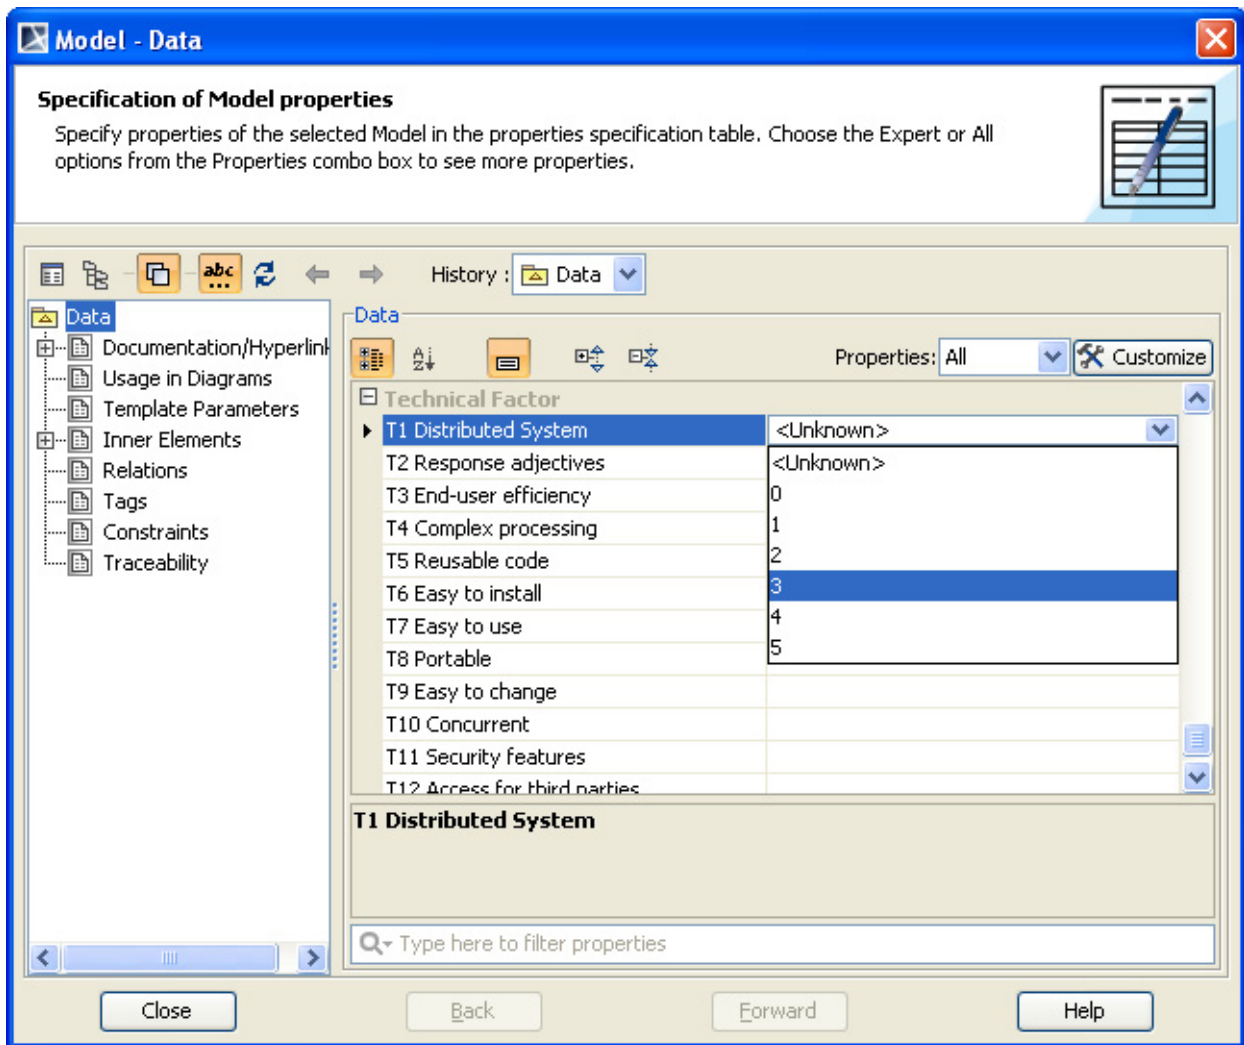 Model - Data
Specification of Model properties
Specify properties of the selected Model in the properties specification table. Choose the Expert or All
options from the Properties combo box to see more properties.
abc
History : Data
Data
Documentation/Hyperlink
Usage in Diagrams
Template Parameters
Inner Elements
Relations
Tags
Constraints
Traceability
Data
A
Z
Properties: All
Customize
Technical Factor
T1 Distributed System <Unknown>
T2 Response adjectives
T3 End-user efficiency
T4 Complex processing
T5 Reusable code
T6 Easy to install
T7 Easy to use
T8 Portable
T9 Easy to change
T10 Concurrent
T11 Security features
T12 Access for third parties
<Unknown>
0
1
2
3
4
5
T1 Distributed System
Type here to filter properties
Close
Back
Forward
Help